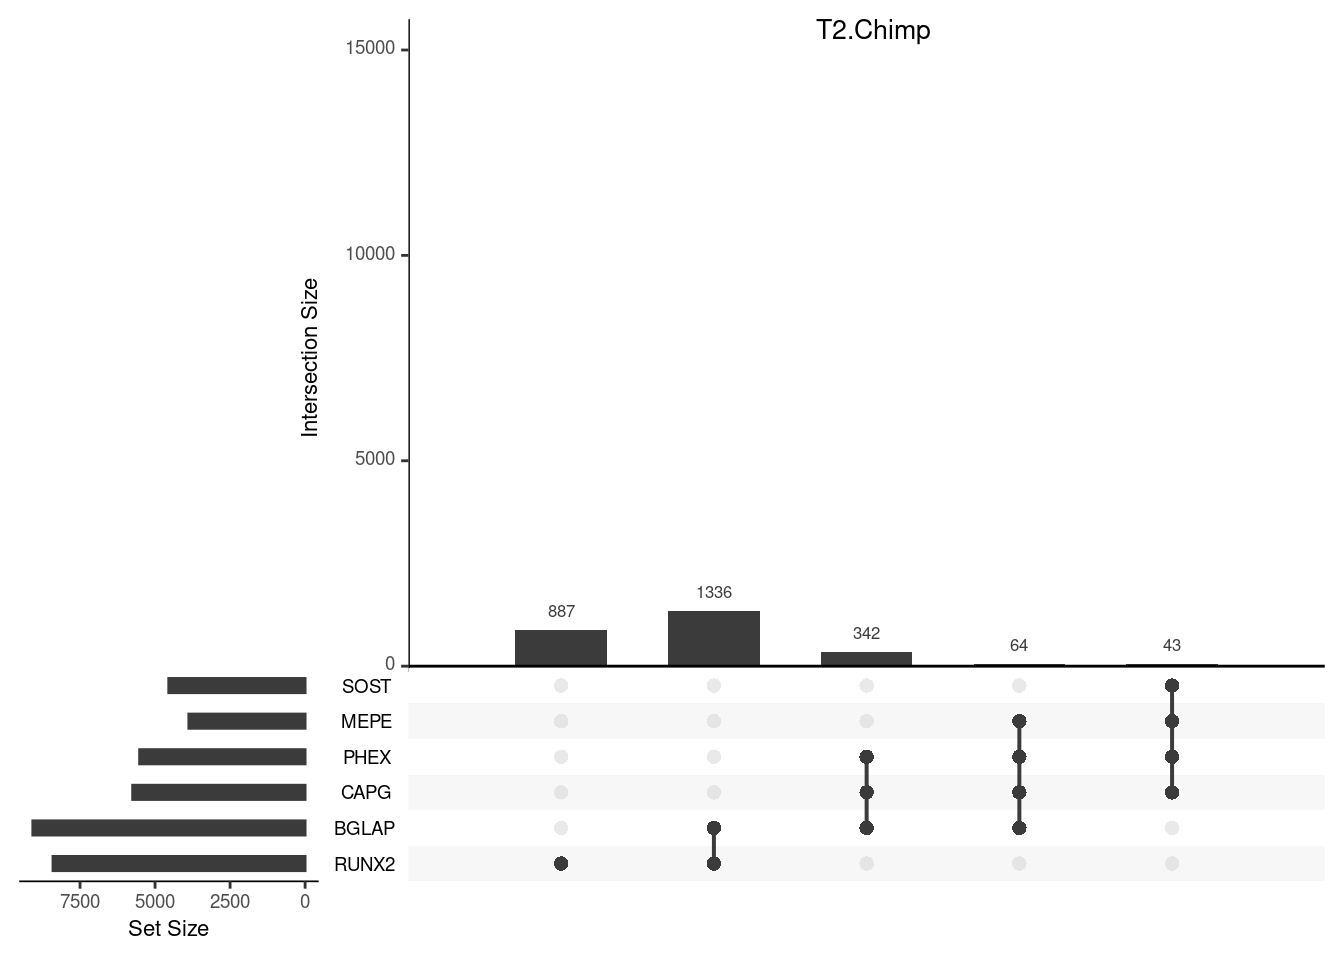 T2.Chimp
15000
10000
5000
0
Intersection Size
887
1336
342
64
43
SOST
MEPE
PHEX
CAPG
BGLAP
RUNX2
7500 5000 2500 0
Set Size